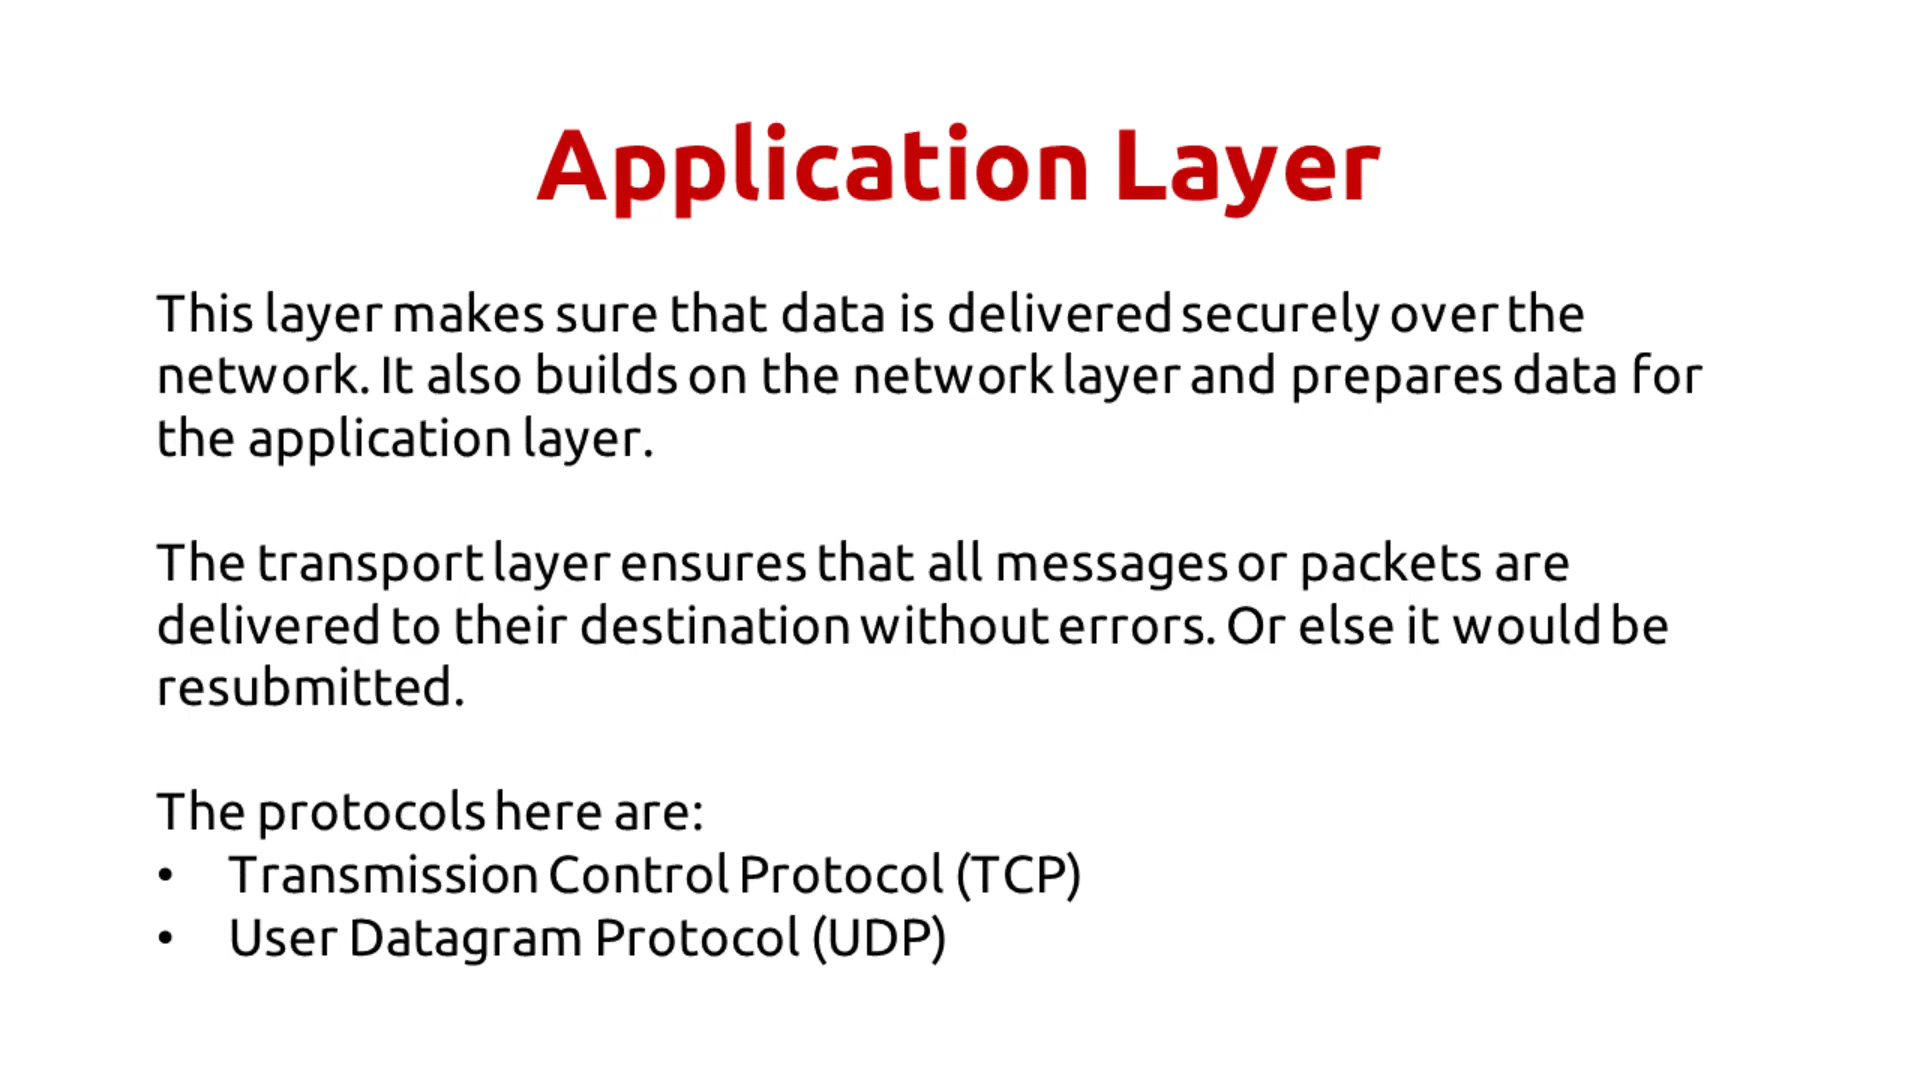 Application Layer
This layer makes sure that data is delivered securely over the
network. It also builds on the network layer and prepares data for
the application layer.
The transport layer ensures that all messages or packets are
delivered to their destination without errors. Or else it would be
resubmitted.
The protocols here are:
• Transmission Control Protocol (TCP)
• User Datagram Protocol (UDP)